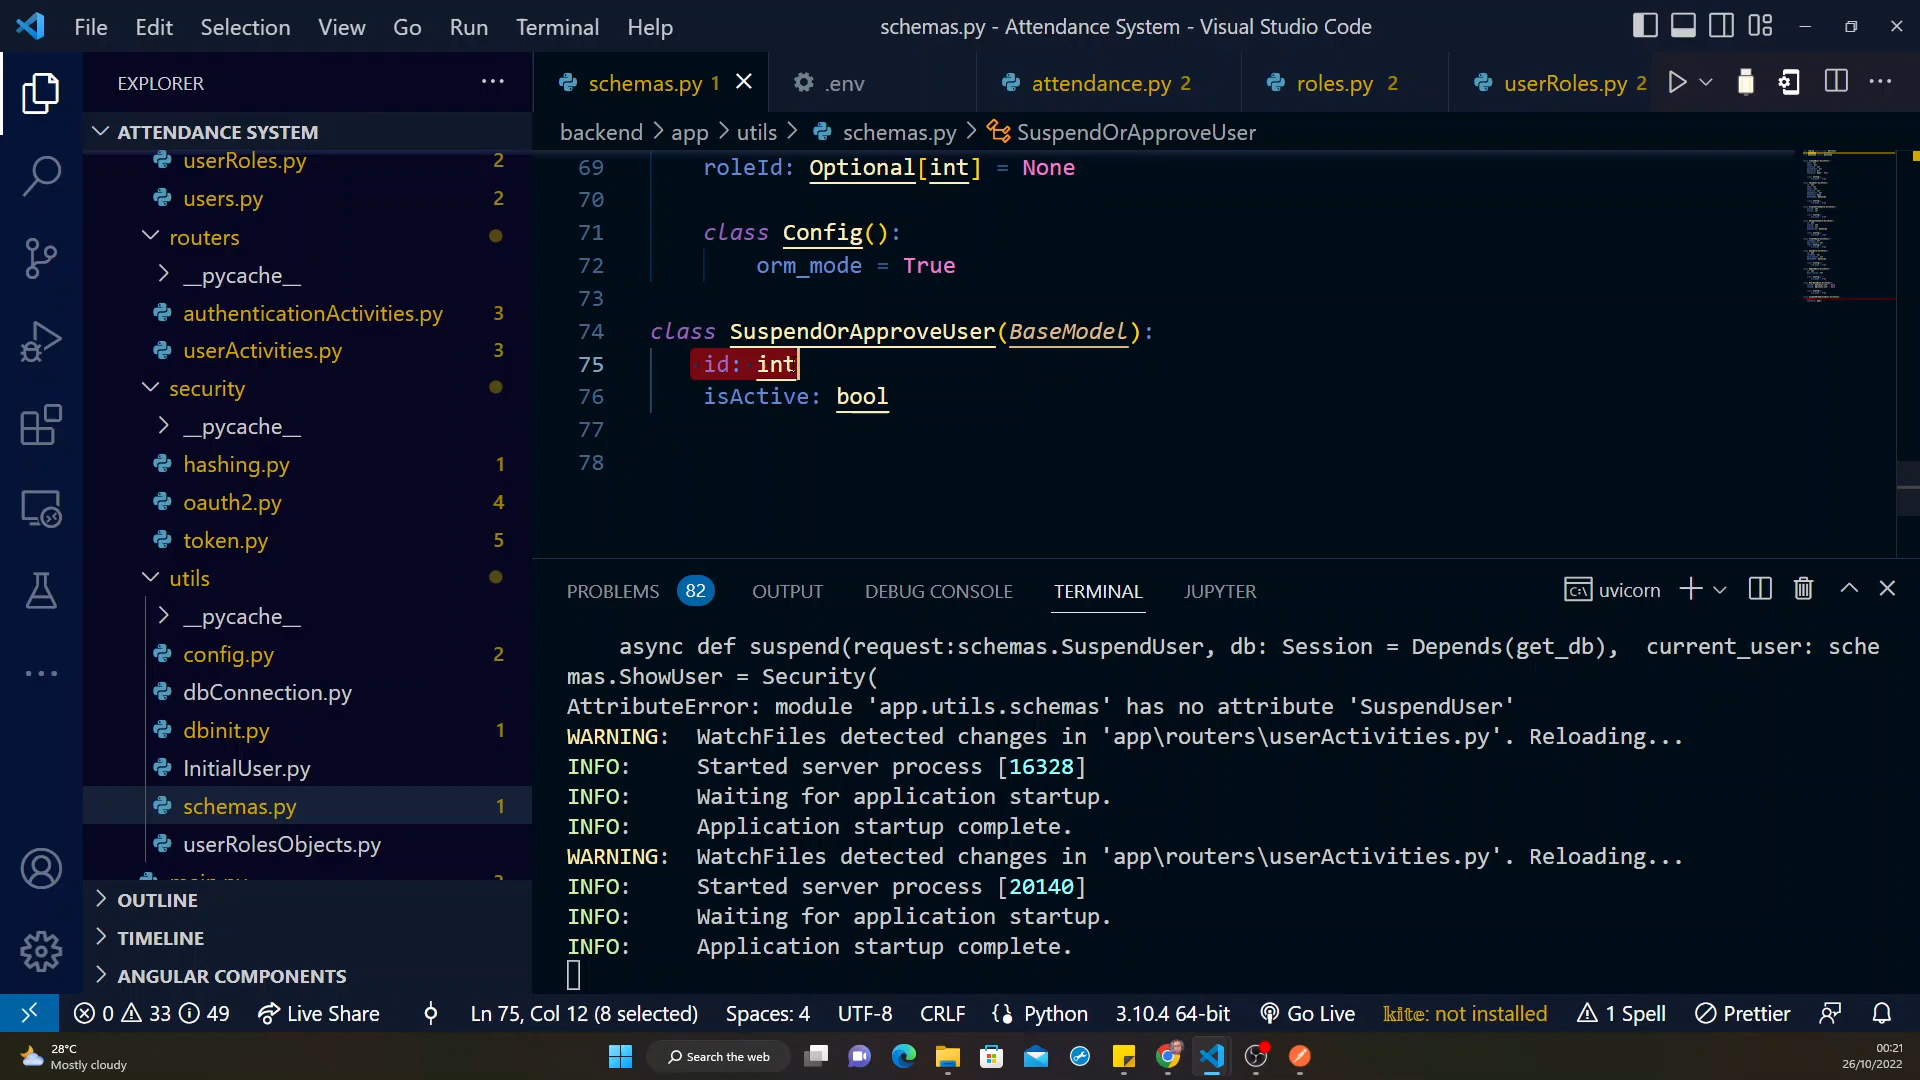 File Edit Selection View Go Run Terminal Help
schemas.py - Attendance System - Visual Studio Code
EXPLORER
ATTENDANCE SYSTEM
userRoles.py 2
users.py 2
routers
__pycache__
authenticationActivities.py 3
userActivities.py 3
security
__pycache__
hashing.py 1
oauth2.py 4
token.py 5
utils
__pycache__
config.py 2
dbConnection.py
dbinit.py 1
InitialUser.py
schemas.py 1
userRolesObjects.py
OUTLINE
TIMELINE
ANGULAR COMPONENTS
schemas.py 1 .env attendance.py 2 roles.py 2 userRoles.py 2
backend > app > utils > schemas.py > SuspendOrApproveUser
69 roleId: Optional[int] = None
70
71 class Config():
72 orm_mode = True
73
74 class SuspendOrApproveUser(BaseModel):
75 id: int
76 isActive: bool
77
78
PROBLEMS 82 OUTPUT DEBUG CONSOLE TERMINAL JUPYTER uvicorn
async def suspend(request:schemas.SuspendUser, db: Session = Depends(get_db),  current_user: sche
mas.ShowUser = Security(
AttributeError: module 'app.utils.schemas' has no attribute 'SuspendUser'
WARNING:  WatchFiles detected changes in 'app\routers\userActivities.py'. Reloading...
INFO:     Started server process [16328]
INFO:     Waiting for application startup.
INFO:     Application startup complete.
WARNING:  WatchFiles detected changes in 'app\routers\userActivities.py'. Reloading...
INFO:     Started server process [20140]
INFO:     Waiting for application startup.
INFO:     Application startup complete.
0 33 49 Live Share Ln 75, Col 12 (8 selected) Spaces: 4 UTF-8 CRLF Python 3.10.4 64-bit Go Live kite: not installed 1 Spell Prettier
28°C
Mostly cloudy
Search the web
00:21
26/10/2022